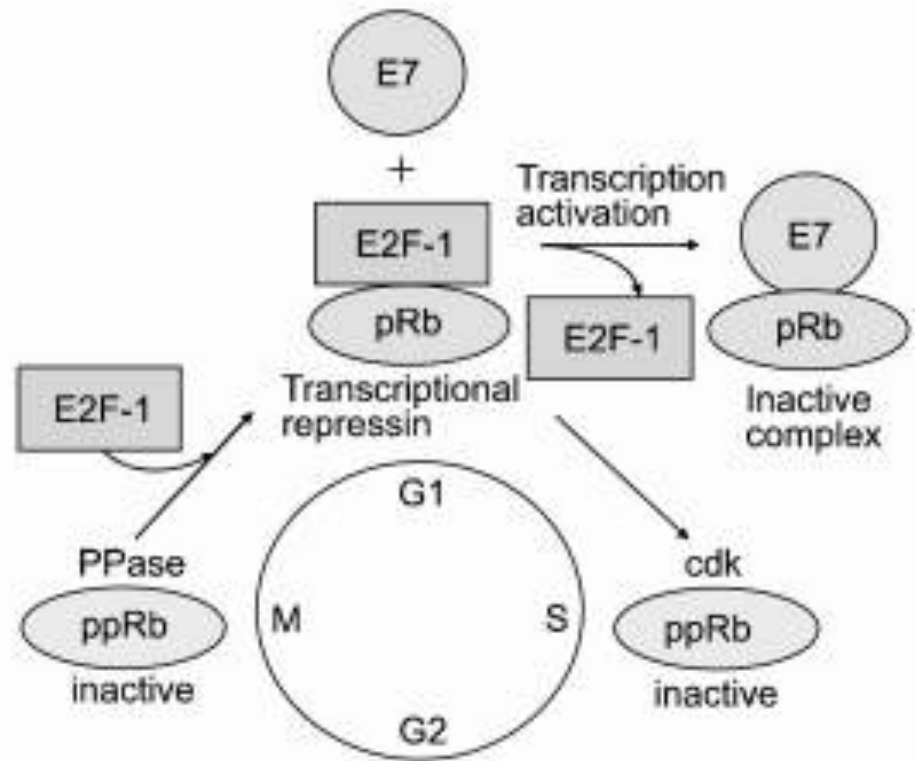 E7
+
Transcription
activation
E2F-1
pRb
E7
pRb
E2F-1
Inactive
complex
Transcriptional
repressin
E2F-1
G1
PPase
ppRb
inactive
M
S
cdk
ppRb
inactive
G2